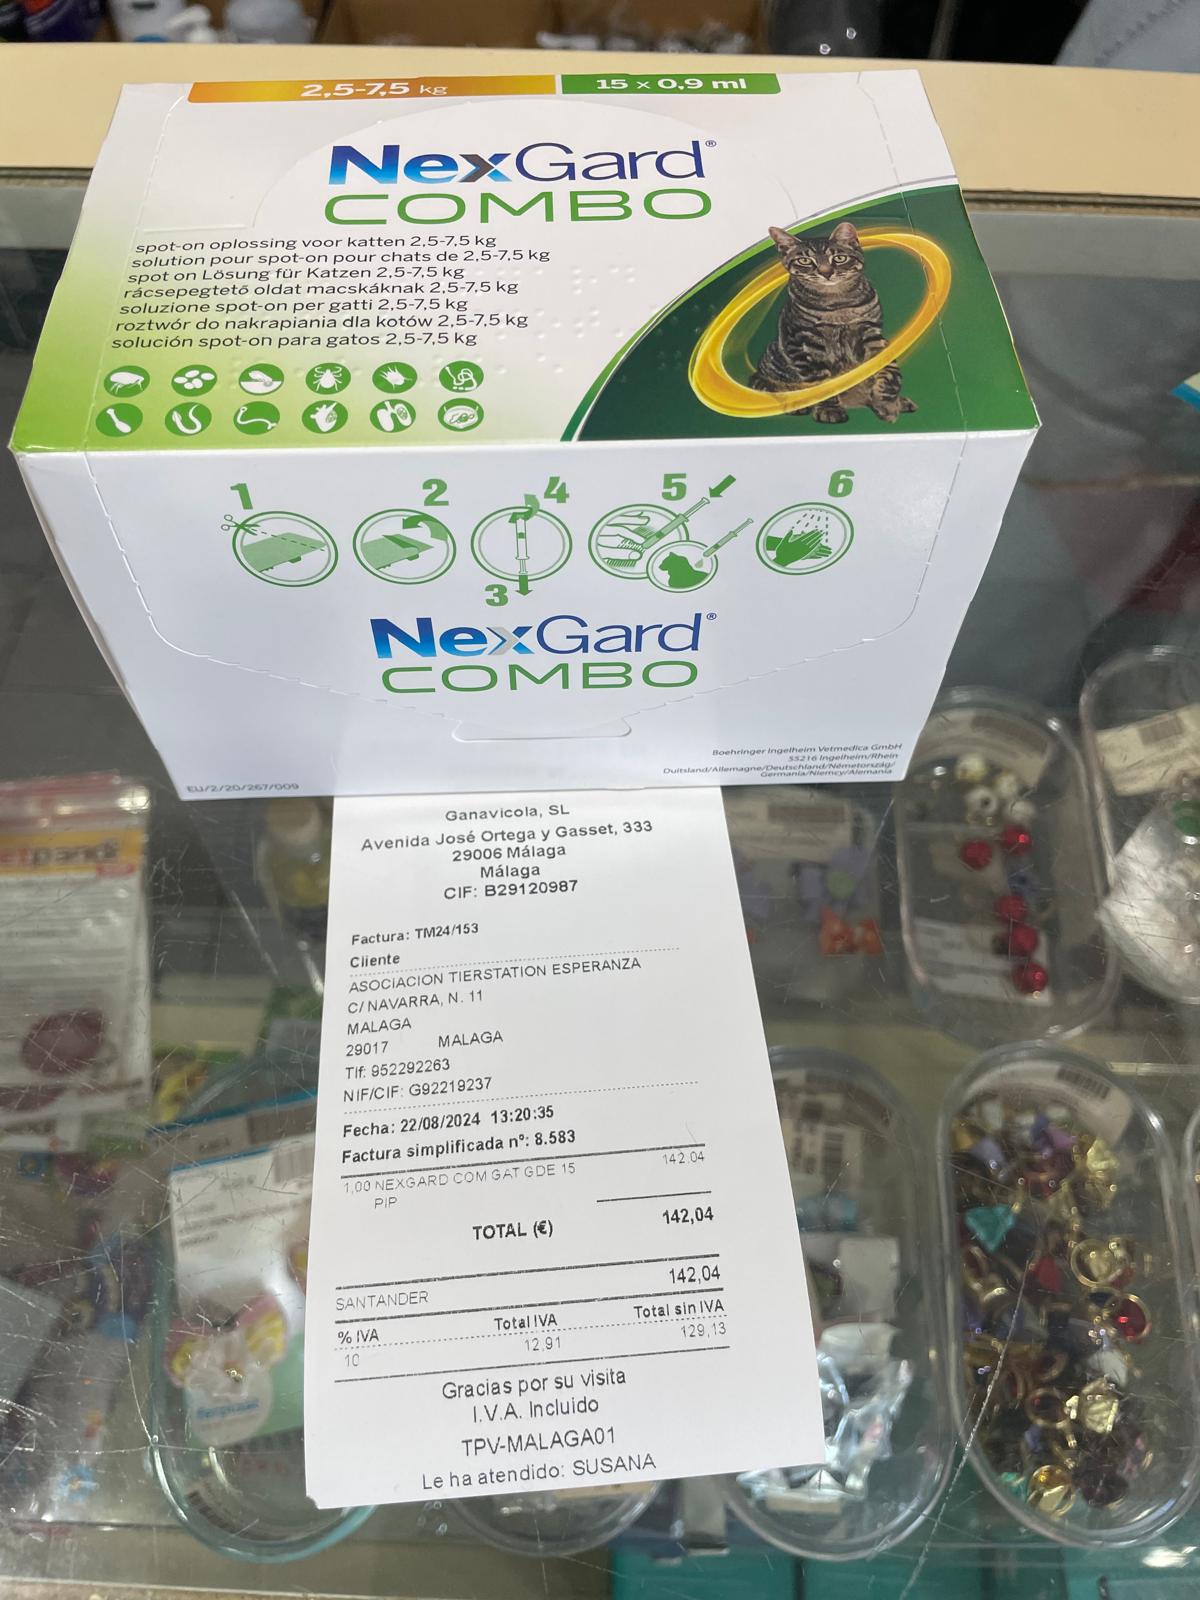 2,5-7,5 kg
15 x 0,9 ml
NexGard®
COMBO
spot-on oplossing voor katten 2,5-7,5 kg
solution pour spot-on pour chats de 2,5-7,5 kg
spot on Lösung für Katzen 2,5-7,5 kg
rácsepegtető oldat macskáknak 2,5-7,5 kg
soluzione spot-on per gatti 2,5-7,5 kg
roztwór do nakrapiania dla kotów 2,5-7,5 kg
solución spot-on para gatos 2,5-7,5 kg
1 2 4 5 6
3
NexGard®
COMBO
Boehringer Ingelheim Vetmedica GmbH
55216 Ingelheim/Rhein
Duitsland/Allemagne/Deutschland/Németország/
Germania/Niemcy/Alemania
EU/2/20/267/009
Ganavicola, SL
Avenida José Ortega y Gasset, 333
29006 Málaga
Málaga
CIF: B29120987
Factura: TM24/153
Cliente
ASOCIACION TIERSTATION ESPERANZA
C/ NAVARRA, N. 11
MALAGA
29017 MALAGA
Tlf: 952292263
NIF/CIF: G92219237
Fecha: 22/08/2024 13:20:35
Factura simplificada nº: 8.583
1,00 NEXGARD COM GAT GDE 15 142,04
PIP
TOTAL (€) 142,04
SANTANDER 142,04
% IVA Total IVA Total sin IVA
10 12,91 129,13
Gracias por su visita
I.V.A. Incluido
TPV-MALAGA01
Le ha atendido: SUSANA